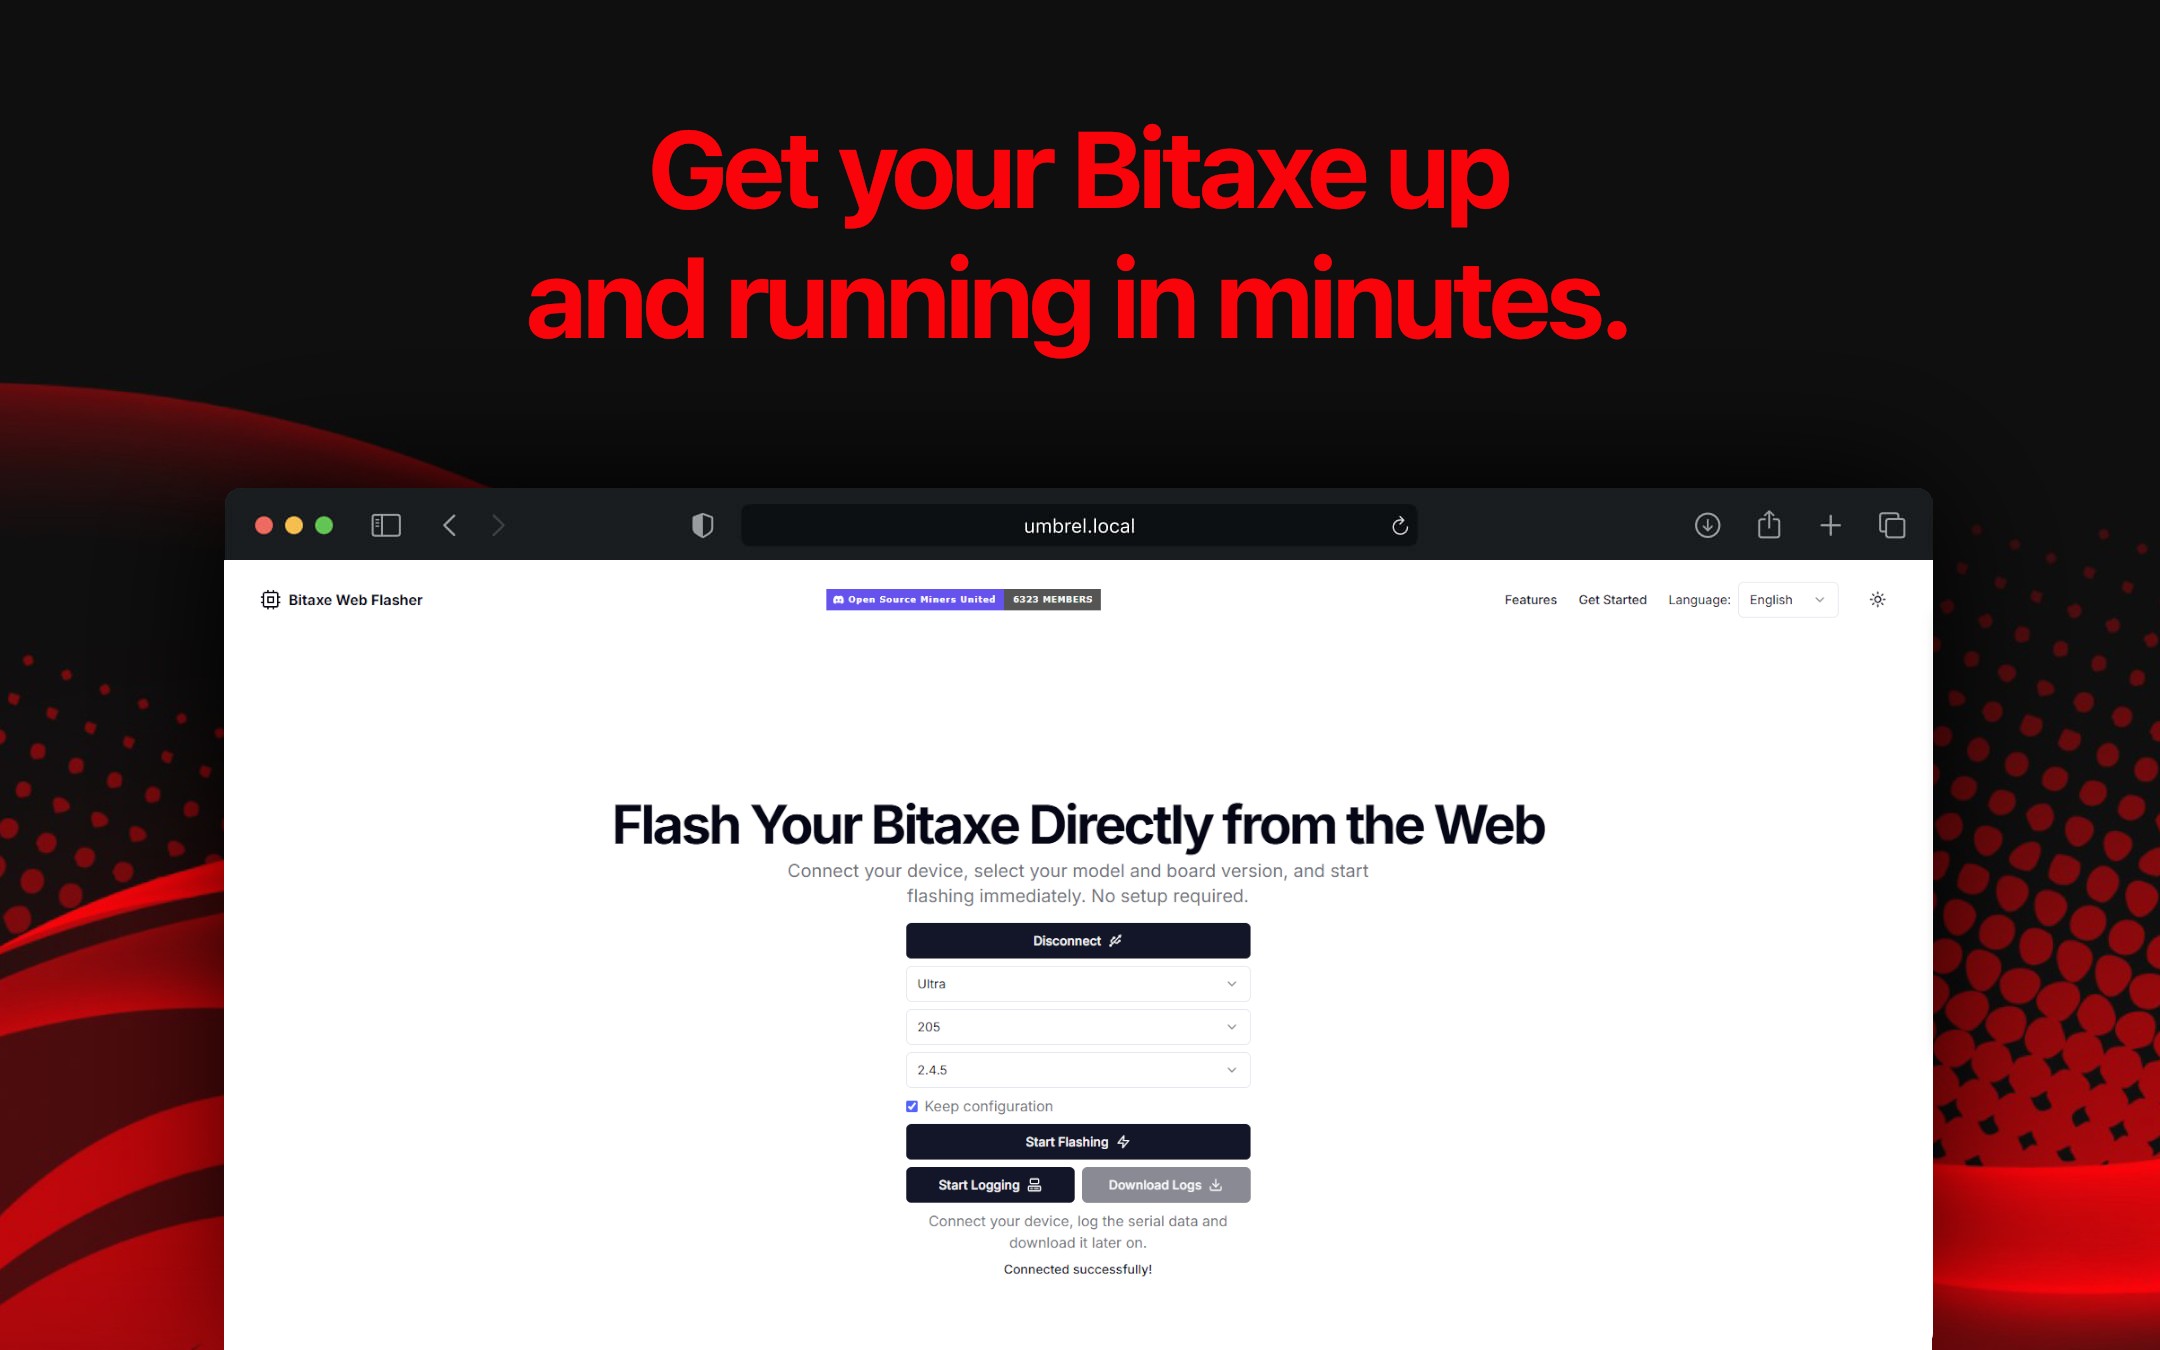 Get your Bitaxe up
and running in minutes.
umbrel.local
Bitaxe Web Flasher
Open Source Miners United 6323 MEMBERS
Features Get Started Language: English
Flash Your Bitaxe Directly from the Web
Connect your device, select your model and board version, and start
flashing immediately. No setup required.
Disconnect
Ultra
205
2.4.5
Keep configuration
Start Flashing
Start Logging Download Logs
Connect your device, log the serial data and
download it later on.
Connected successfully!